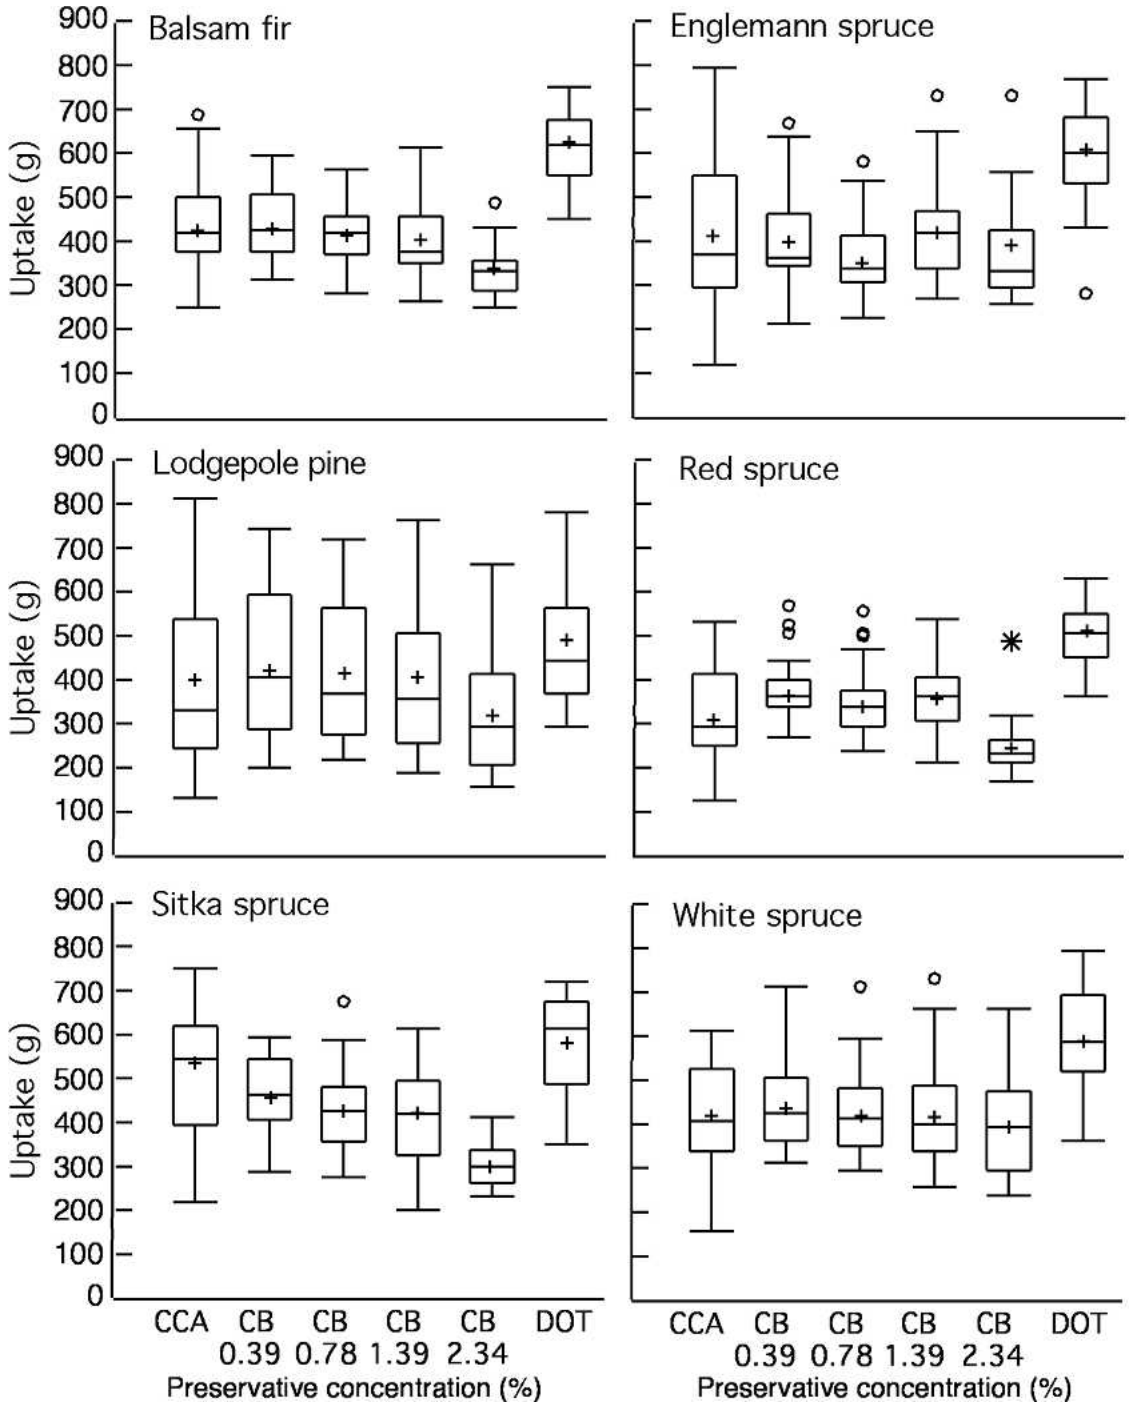 Balsam fir
Englemann spruce
900
800
700
600
500
400
300
200
100
0
Uptake (g)
Lodgepole pine
Red spruce
900
800
700
600
500
400
300
200
100
0
Uptake (g)
Sitka spruce
White spruce
900
800
700
600
500
400
300
200
100
0
Uptake (g)
CCA CB CB CB CB DOT
0.39 0.78 1.39 2.34
Preservative concentration (%)
CCA CB CB CB CB DOT
0.39 0.78 1.39 2.34
Preservative concentration (%)